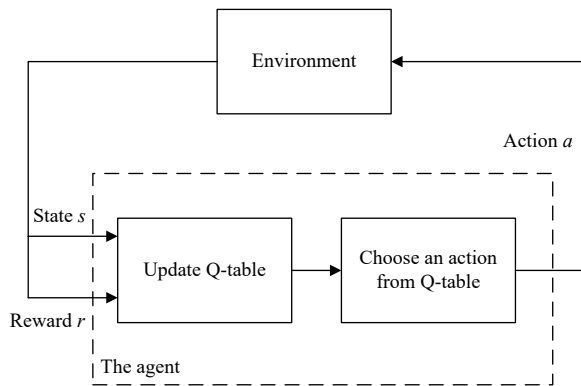 Environment
Action a
State s
Update Q-table
Choose an action
from Q-table
Reward r
The agent